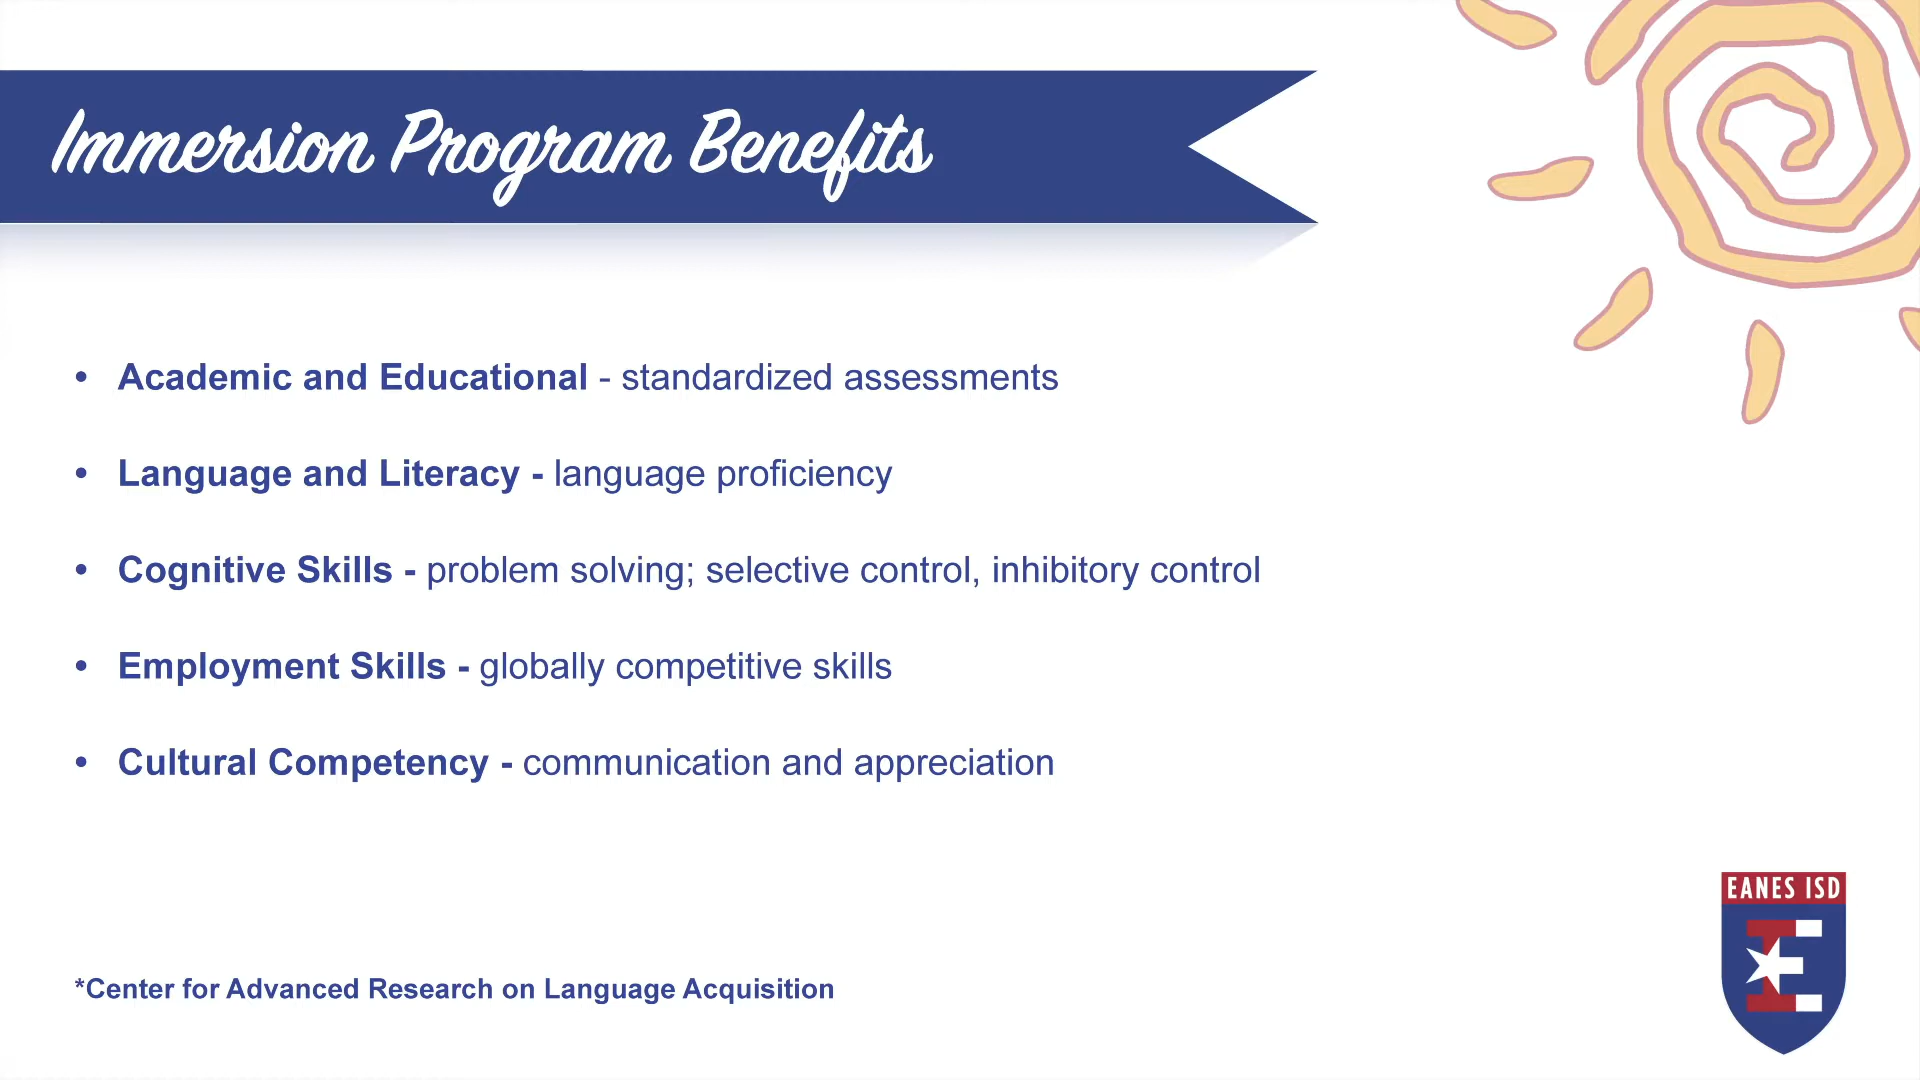 Immersion Program Benefits
• Academic and Educational - standardized assessments
• Language and Literacy - language proficiency
• Cognitive Skills - problem solving; selective control, inhibitory control
• Employment Skills - globally competitive skills
• Cultural Competency - communication and appreciation
*Center for Advanced Research on Language Acquisition
EANES ISD
E